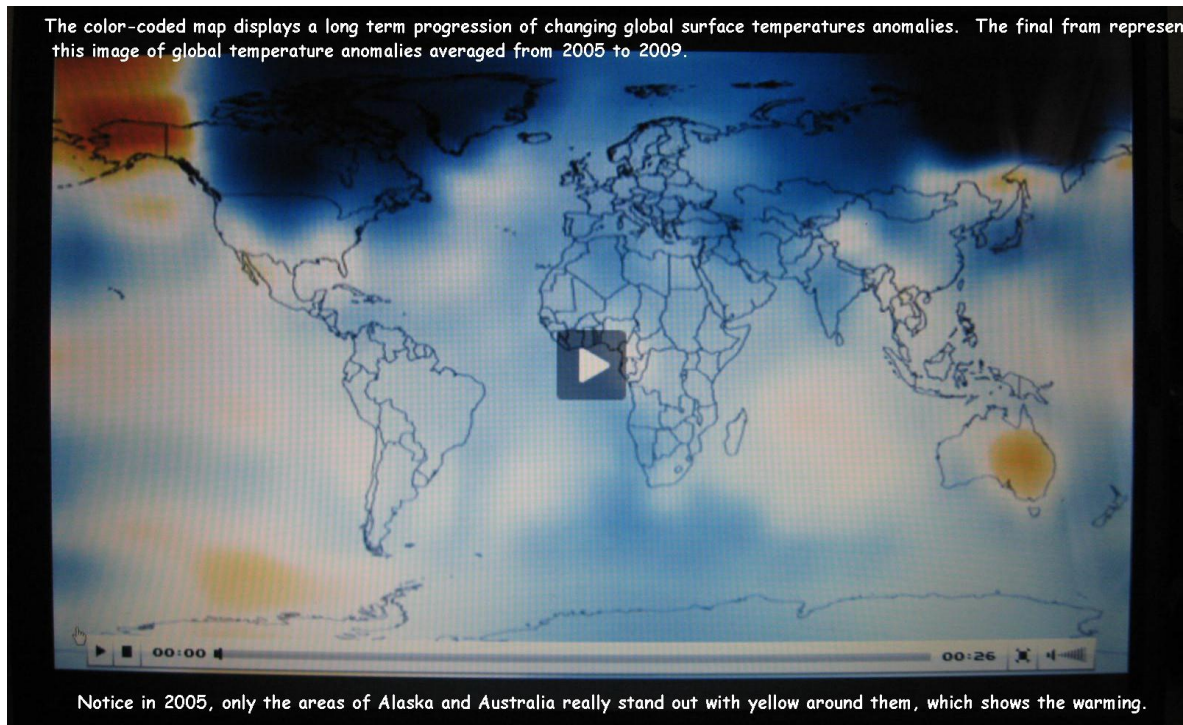 The color-coded map displays a long term progression of changing global surface temperatures anomalies. The final fram represen
this image of global temperature anomalies averaged from 2005 to 2009.
00:00 00:26
Notice in 2005, only the areas of Alaska and Australia really stand out with yellow around them, which shows the warming.